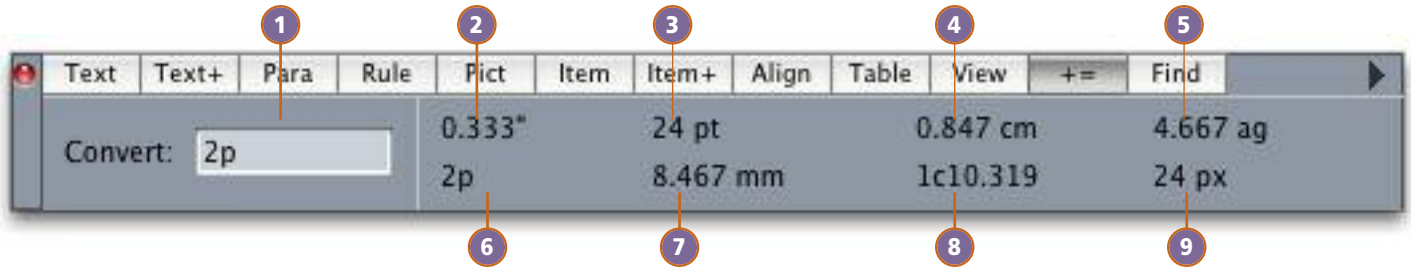 1 2 3 4 5
Text Text+ Para Rule Pict Item Item+ Align Table View += Find
0.333" 24 pt 0.847 cm 4.667 ag
Convert: 2p
2p 8.467 mm 1c10.319 24 px
6 7 8 9